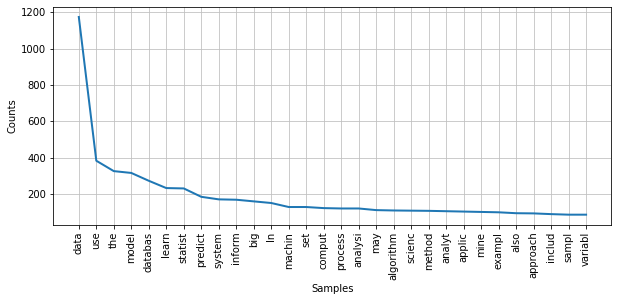 1200
1000
800
600
400
200
Counts
data
use
the
model
databas
learn
statist
predict
system
inform
big
In
machin
set
comput
process
analysi
may
algorithm
scienc
method
analyt
applic
mine
exampl
also
approach
includ
sampl
variabl
Samples